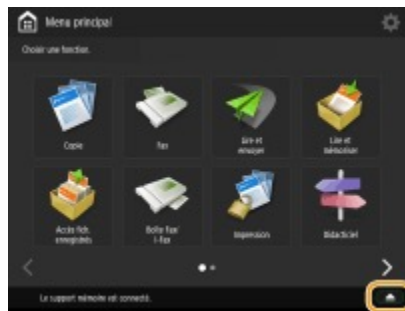 Menu principal
Choisir une fonction.
Copie
Fax
Lire et
envoyer
Lire et
mémoriser
Accès fich.
enregistrés
Boîte fax/
I-Fax
Impression
Didacticiel
Le support mémoire est connecté.